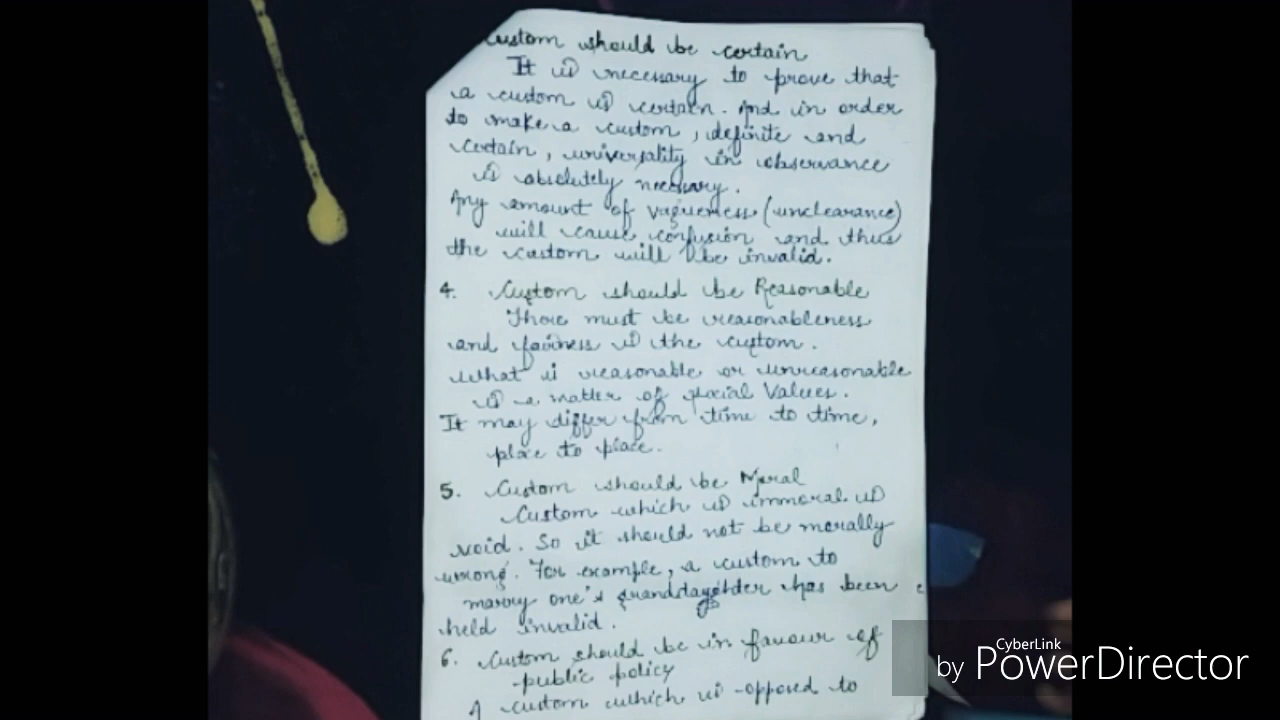 Custom should be certain
It is necessary to prove that
a custom is certain. And in order
to make a custom, definite and
certain, universality in observance
is absolutely necessary.
Any amount of vagueness (unclearance)
will cause confusion and thus
the custom will be invalid.
4. Custom should be Reasonable
There must be reasonableness
and fairness is the custom.
What is reasonable or unreasonable
is a matter of social Values.
It may differ from time to time,
place to place.
5. Custom should be Moral
Custom which is immoral is
void. So it should not be morally
wrong. For example, a custom to
marry one's granddaughter has been
held invalid.
6. Custom should be in favour of
public policy
A custom which is opposed to
CyberLink
by PowerDirector